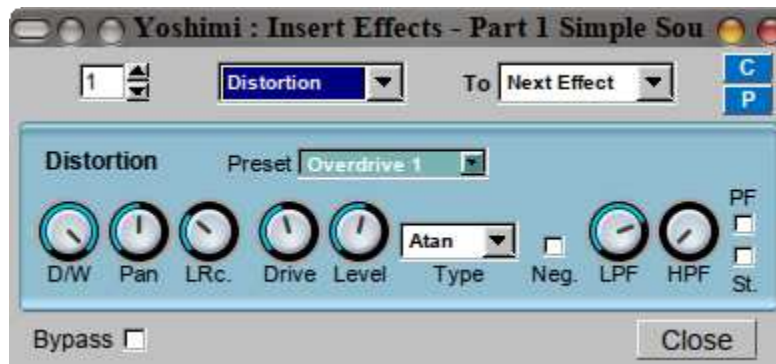 Yoshimi : Insert Effects - Part 1 Simple Sou
1 Distortion To Next Effect C
P
Distortion Preset Overdrive 1
PF
Atan
D/W Pan LRc. Drive Level Type Neg. LPF HPF St.
Bypass Close